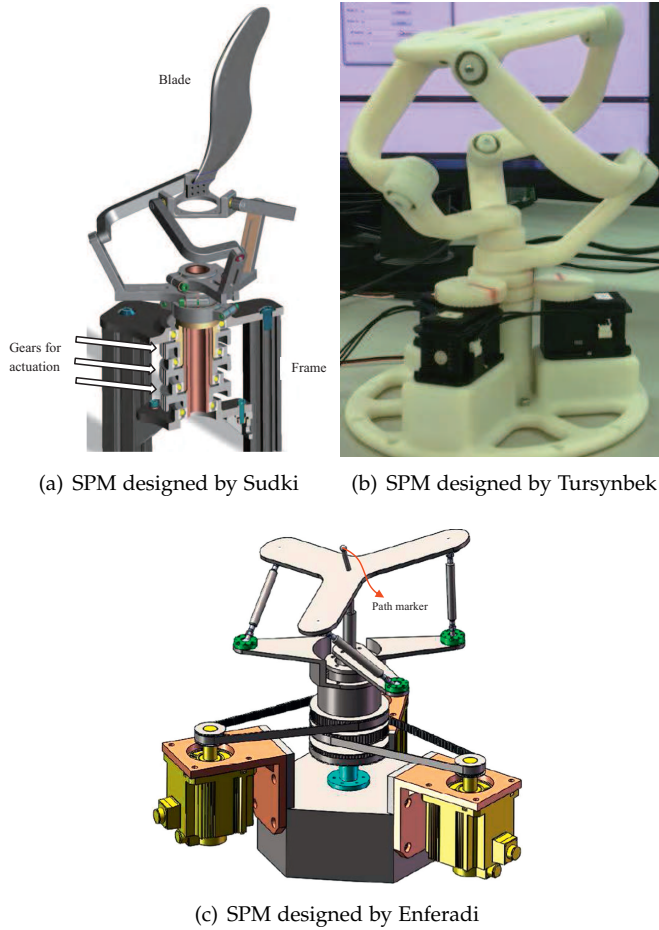 Blade
Gears for
actuation
Frame
(a) SPM designed by Sudki
(b) SPM designed by Tursynbek
Path marker
(c) SPM designed by Enferadi